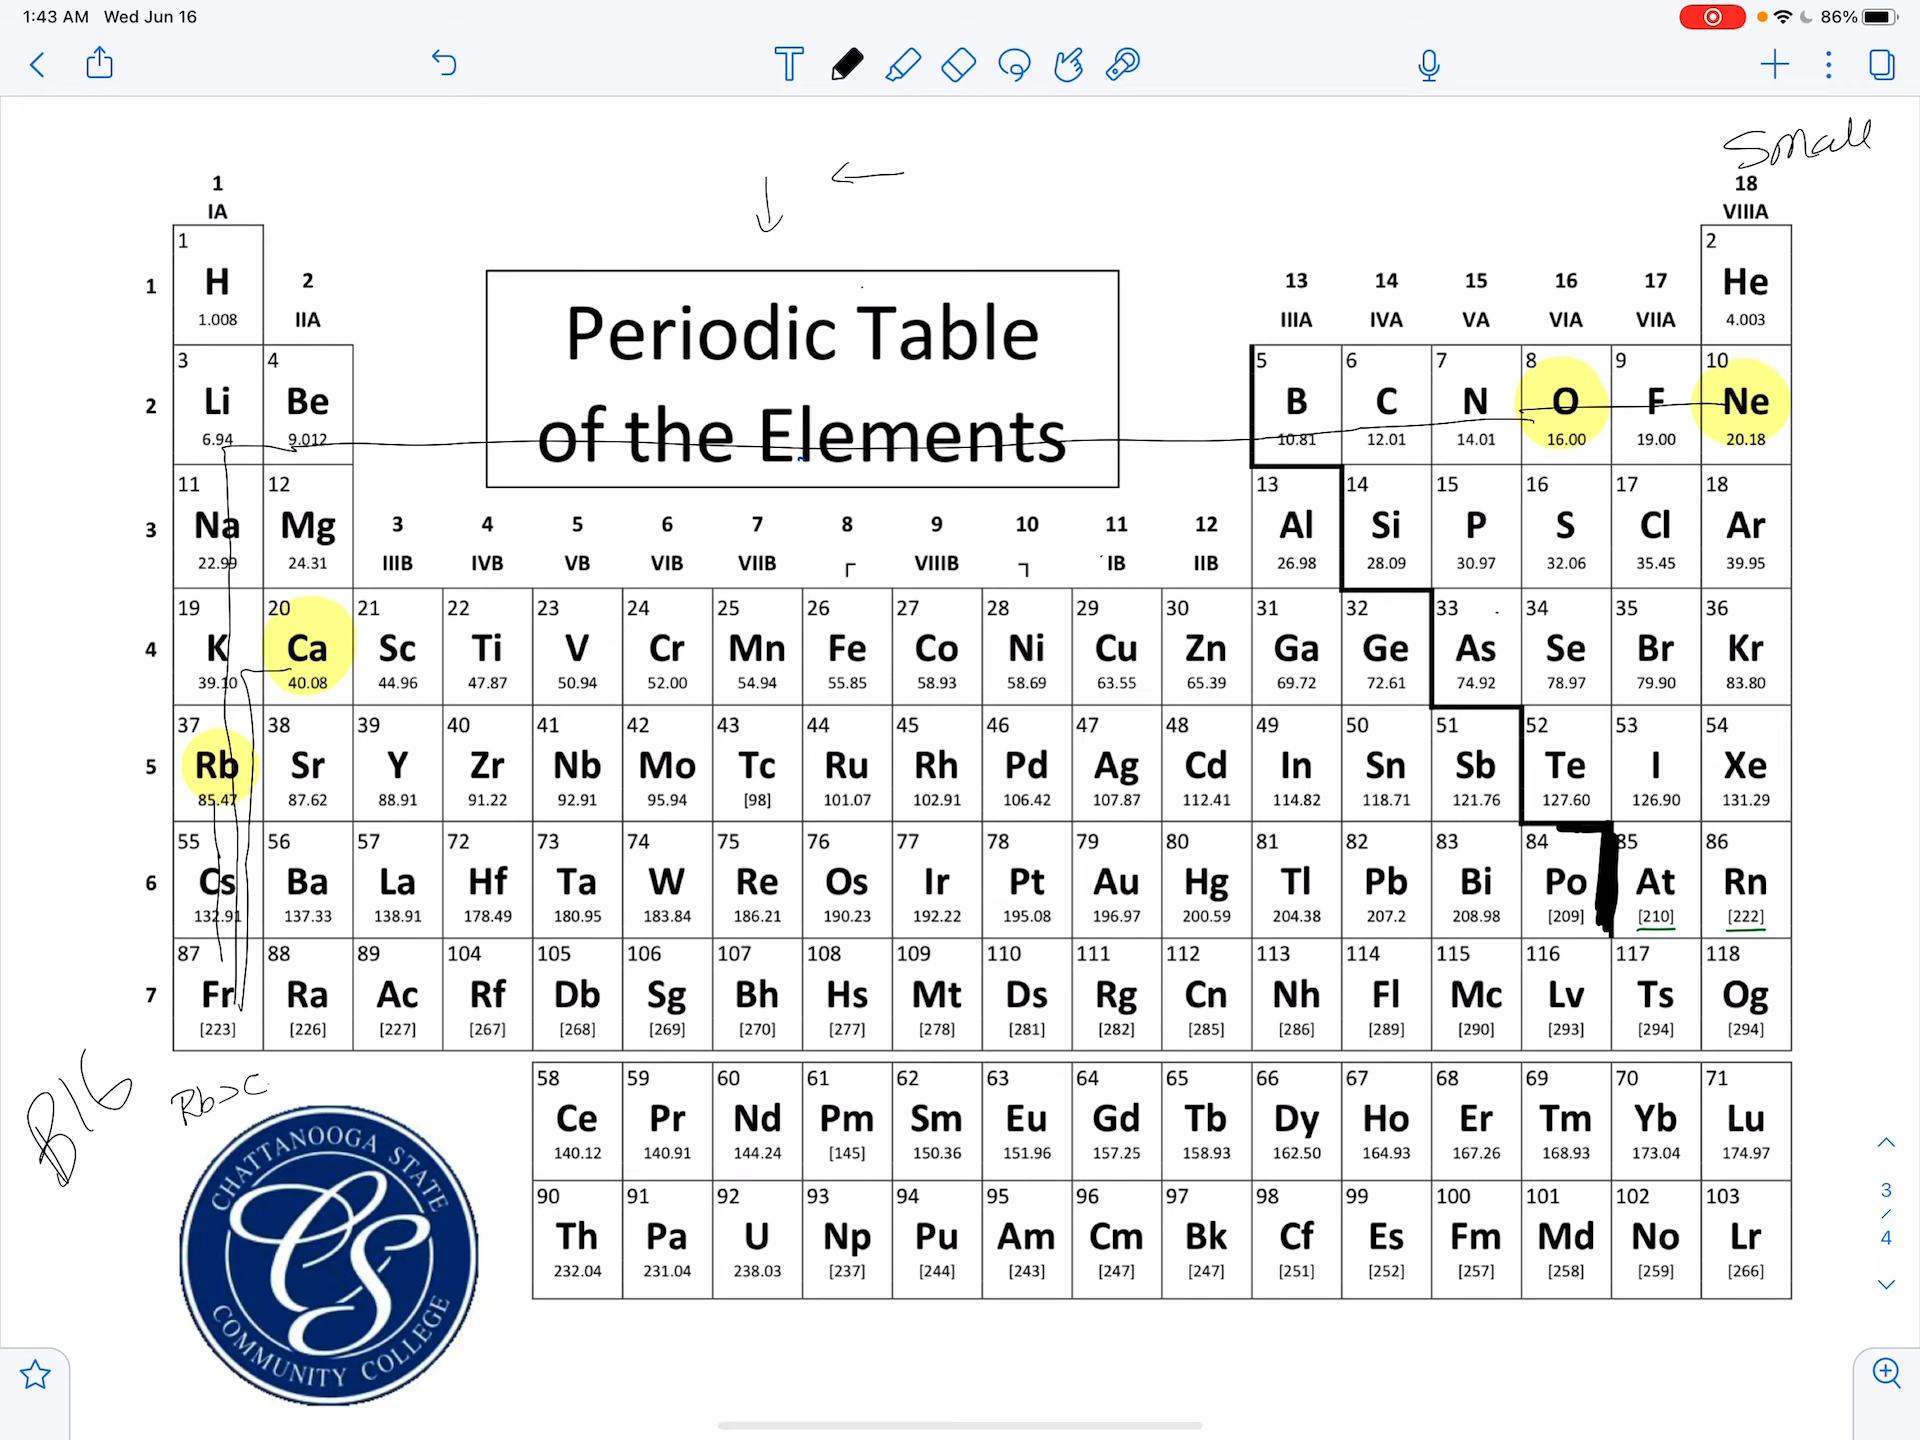 1:43 AM Wed Jun 16 86%
Small
1 18
IA VIIIA
1 2
1 H 2 13 14 15 16 17 He
1.008 IIA IIIA IVA VA VIA VIIA 4.003
Periodic Table
of the Elements
3 4 5 6 7 8 9 10
2 Li Be B C N O F Ne
6.94 9.012 10.81 12.01 14.01 16.00 19.00 20.18
11 12 13 14 15 16 17 18
3 Na Mg 3 4 5 6 7 8 9 10 11 12 Al Si P S Cl Ar
22.99 24.31 IIIB IVB VB VIB VIIB VIIIB IB IIB 26.98 28.09 30.97 32.06 35.45 39.95
19 20 21 22 23 24 25 26 27 28 29 30 31 32 33 34 35 36
4 K Ca Sc Ti V Cr Mn Fe Co Ni Cu Zn Ga Ge As Se Br Kr
39.10 40.08 44.96 47.87 50.94 52.00 54.94 55.85 58.93 58.69 63.55 65.39 69.72 72.61 74.92 78.97 79.90 83.80
37 38 39 40 41 42 43 44 45 46 47 48 49 50 51 52 53 54
5 Rb Sr Y Zr Nb Mo Tc Ru Rh Pd Ag Cd In Sn Sb Te I Xe
85.47 87.62 88.91 91.22 92.91 95.94 [98] 101.07 102.91 106.42 107.87 112.41 114.82 118.71 121.76 127.60 126.90 131.29
55 56 57 72 73 74 75 76 77 78 79 80 81 82 83 84 85 86
6 Cs Ba La Hf Ta W Re Os Ir Pt Au Hg Tl Pb Bi Po At Rn
132.91 137.33 138.91 178.49 180.95 183.84 186.21 190.23 192.22 195.08 196.97 200.59 204.38 207.2 208.98 [209] [210] [222]
87 88 89 104 105 106 107 108 109 110 111 112 113 114 115 116 117 118
7 Fr Ra Ac Rf Db Sg Bh Hs Mt Ds Rg Cn Nh Fl Mc Lv Ts Og
[223] [226] [227] [267] [268] [269] [270] [277] [278] [281] [282] [285] [286] [289] [290] [293] [294] [294]
BIG
Rb>C
58 59 60 61 62 63 64 65 66 67 68 69 70 71
Ce Pr Nd Pm Sm Eu Gd Tb Dy Ho Er Tm Yb Lu
140.12 140.91 144.24 [145] 150.36 151.96 157.25 158.93 162.50 164.93 167.26 168.93 173.04 174.97
90 91 92 93 94 95 96 97 98 99 100 101 102 103
Th Pa U Np Pu Am Cm Bk Cf Es Fm Md No Lr
232.04 231.04 238.03 [237] [244] [243] [247] [247] [251] [252] [257] [258] [259] [266]
CHATTANOOGA STATE
CS
COMMUNITY COLLEGE
3
/
4